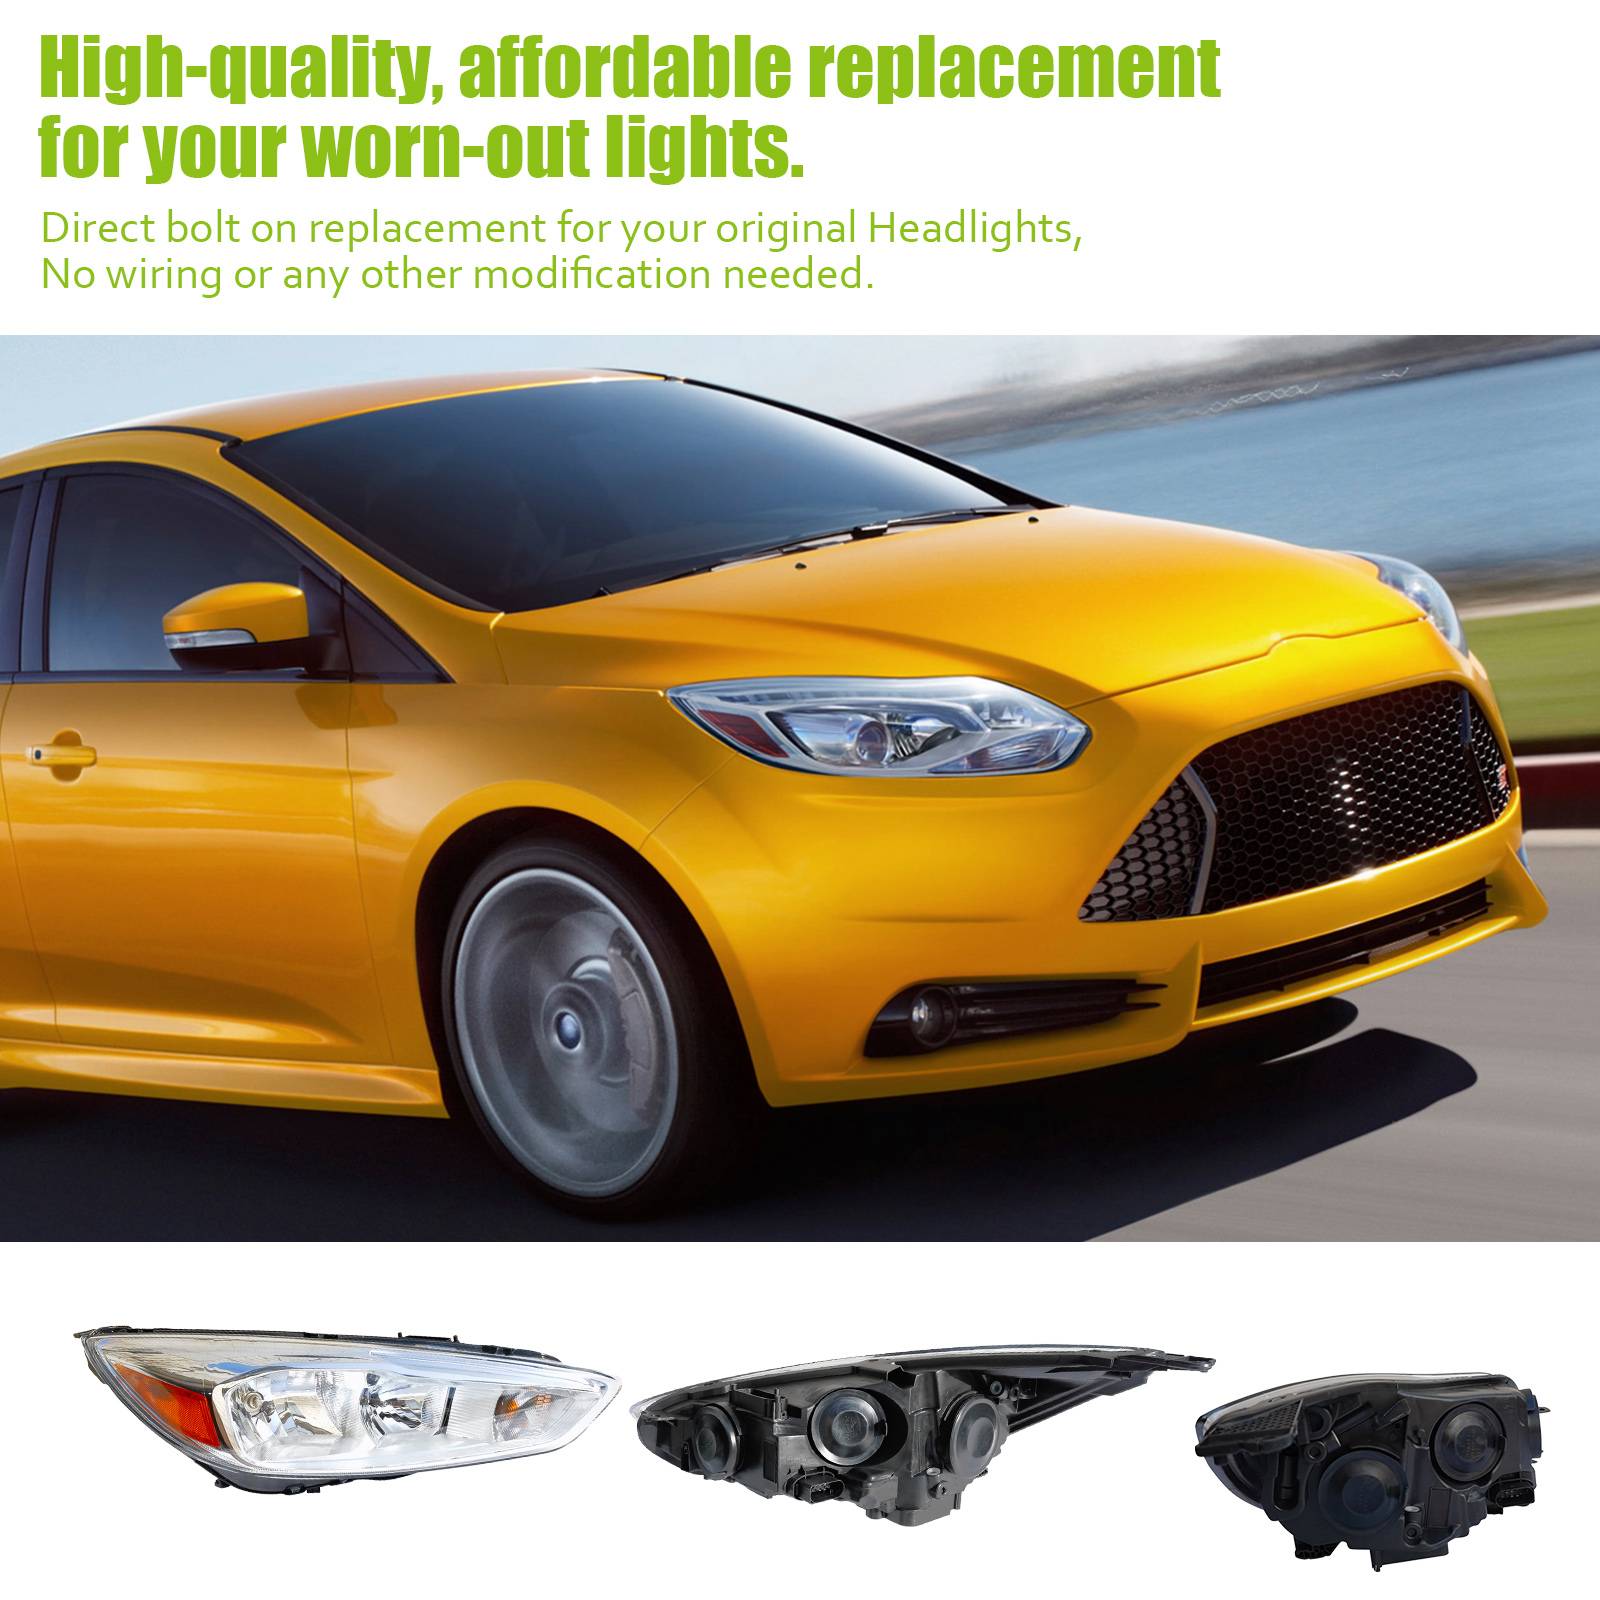 High-quality, affordable replacement
for your worn-out lights.
Direct bolt on replacement for your original Headlights,
No wiring or any other modification needed.